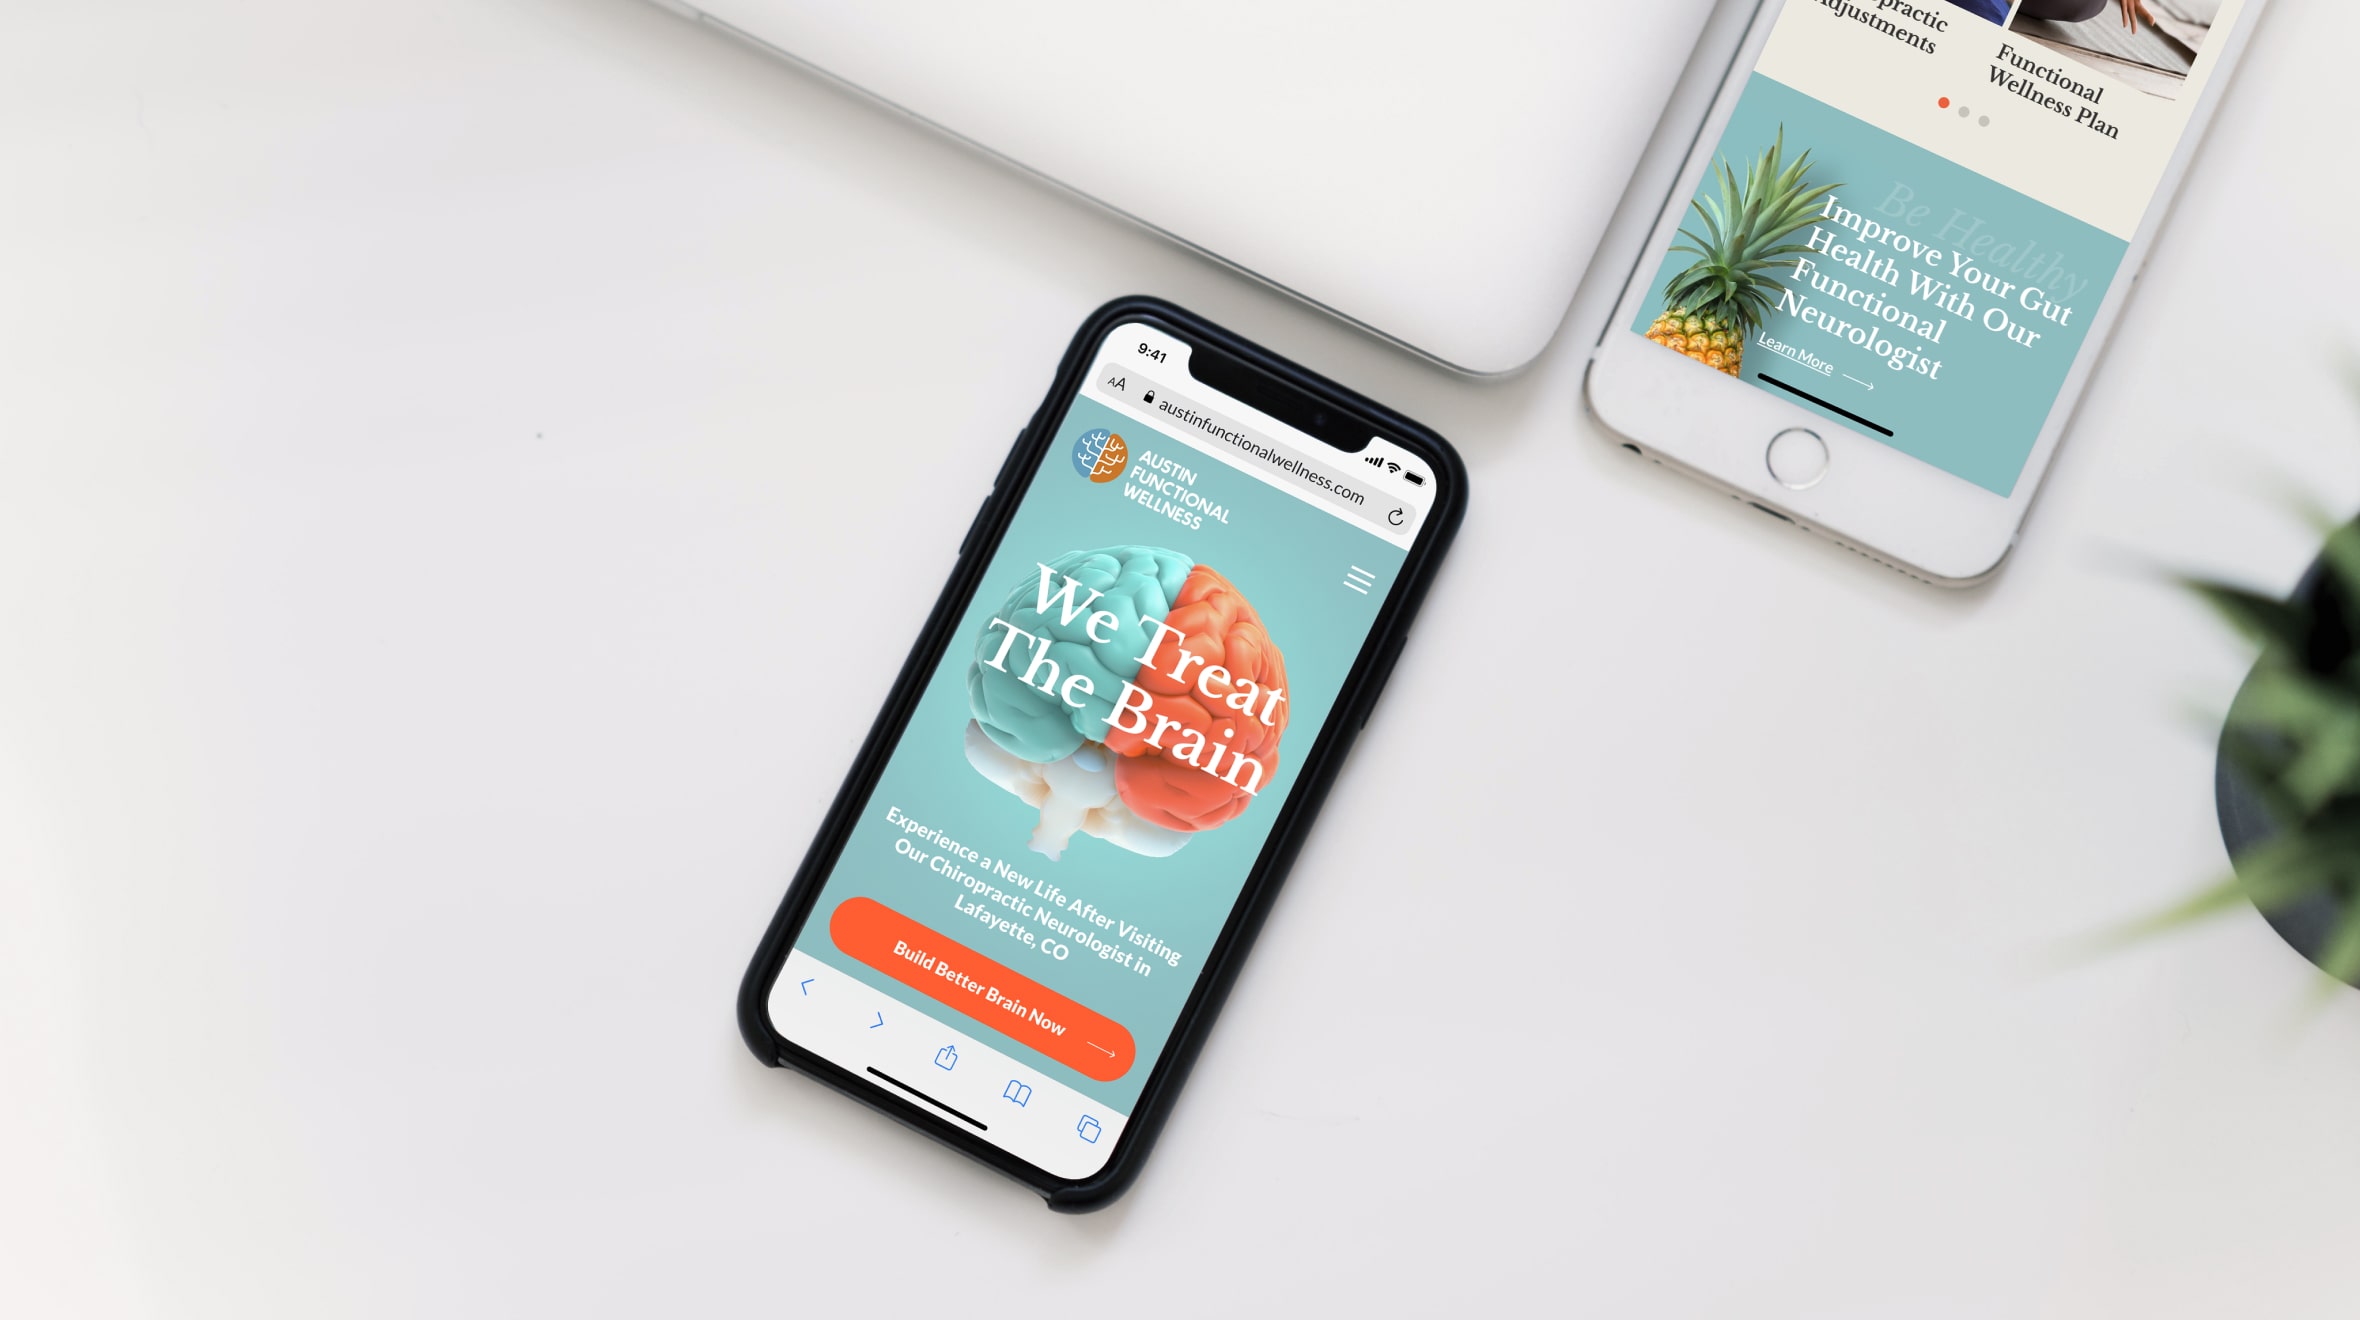 9:41
AA
austinfunctionalwellness.com
AUSTIN
FUNCTIONAL
WELLNESS
We Treat
The Brain
Experience a New Life After Visiting
Our Chiropractic Neurologist in
Lafayette, CO
Build Better Brain Now
Adjustments
Functional
Wellness Plan
Be Healthy
Improve Your Gut
Health With Our
Functional
Neurologist
Learn More